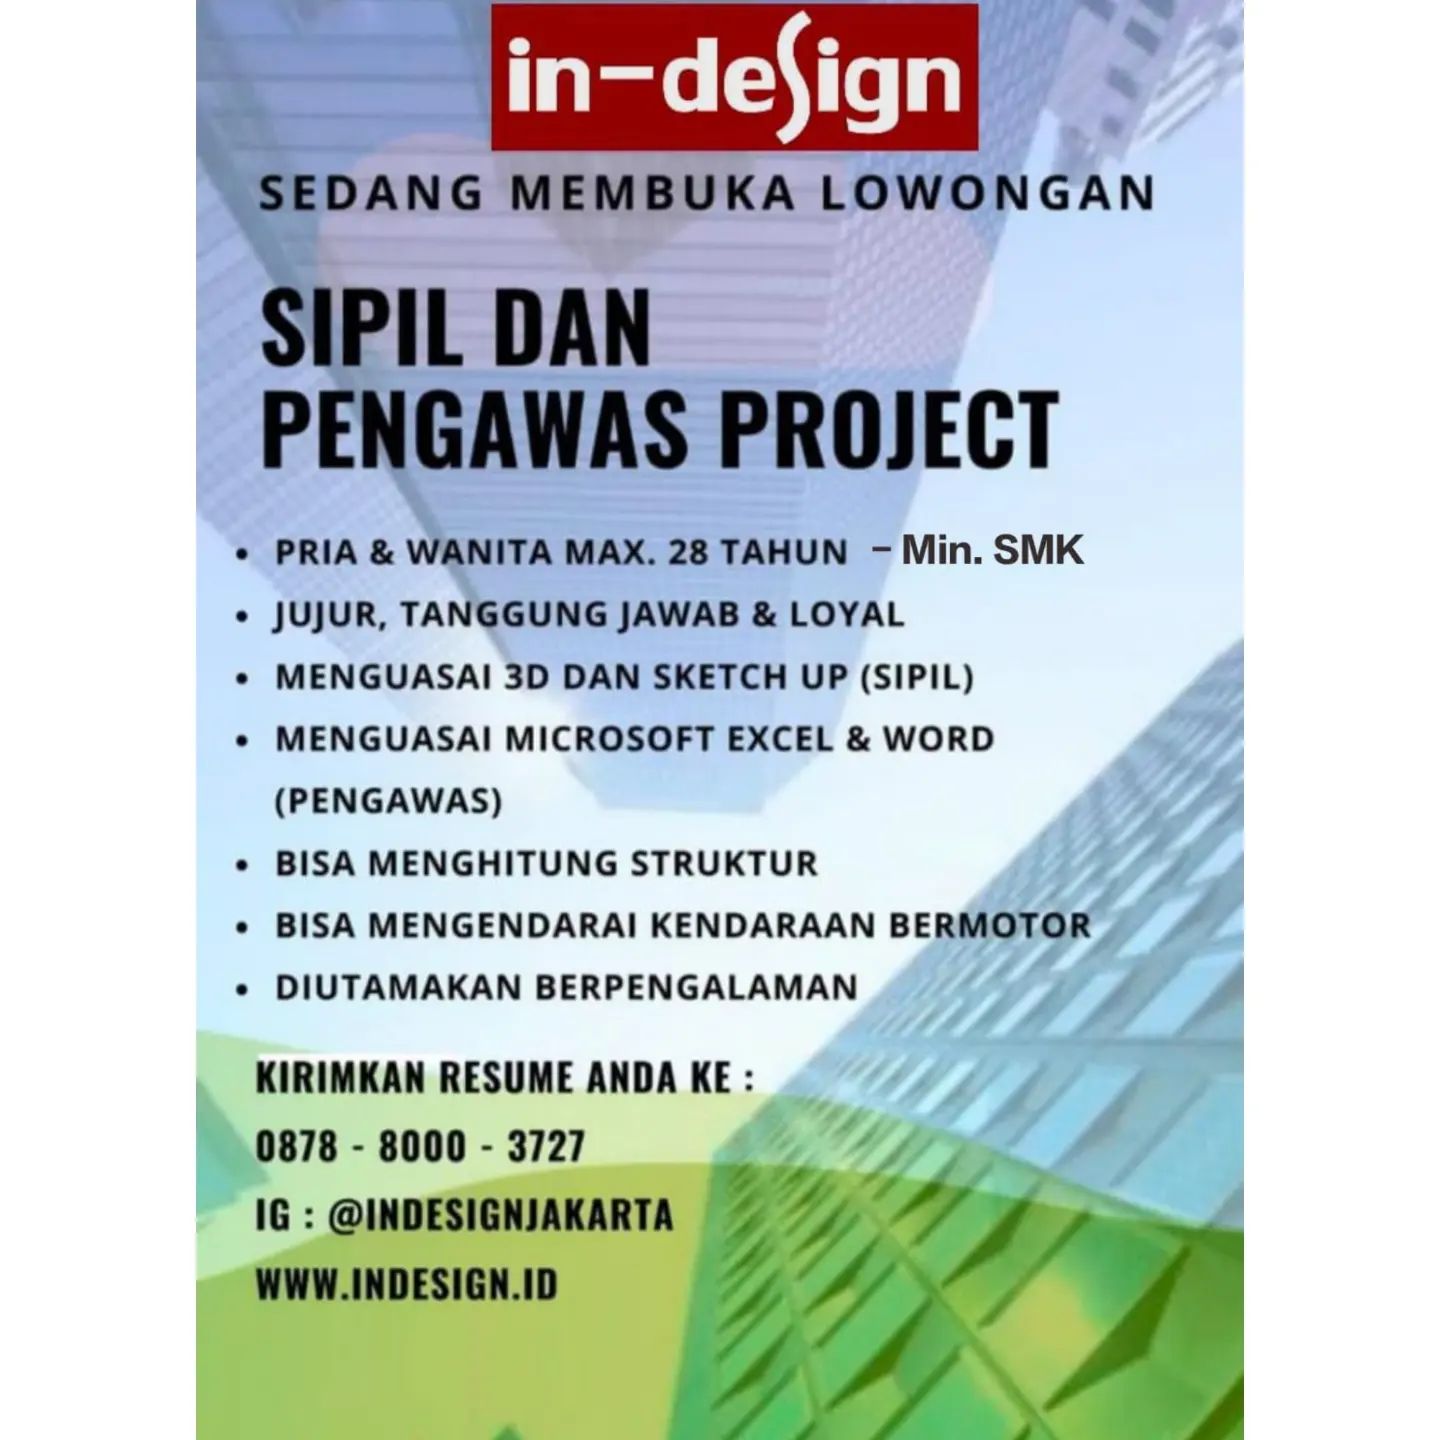 in-design
SEDANG MEMBUKA LOWONGAN
SIPIL DAN
PENGAWAS PROJECT
• PRIA & WANITA MAX. 28 TAHUN - Min. SMK
• JUJUR, TANGGUNG JAWAB & LOYAL
• MENGUASAI 3D DAN SKETCH UP (SIPIL)
• MENGUASAI MICROSOFT EXCEL & WORD
(PENGAWAS)
• BISA MENGHITUNG STRUKTUR
• BISA MENGENDARAI KENDARAAN BERMOTOR
• DIUTAMAKAN BERPENGALAMAN
KIRIMKAN RESUME ANDA KE :
0878 - 8000 - 3727
IG : @INDESIGNJAKARTA
WWW.INDESIGN.ID